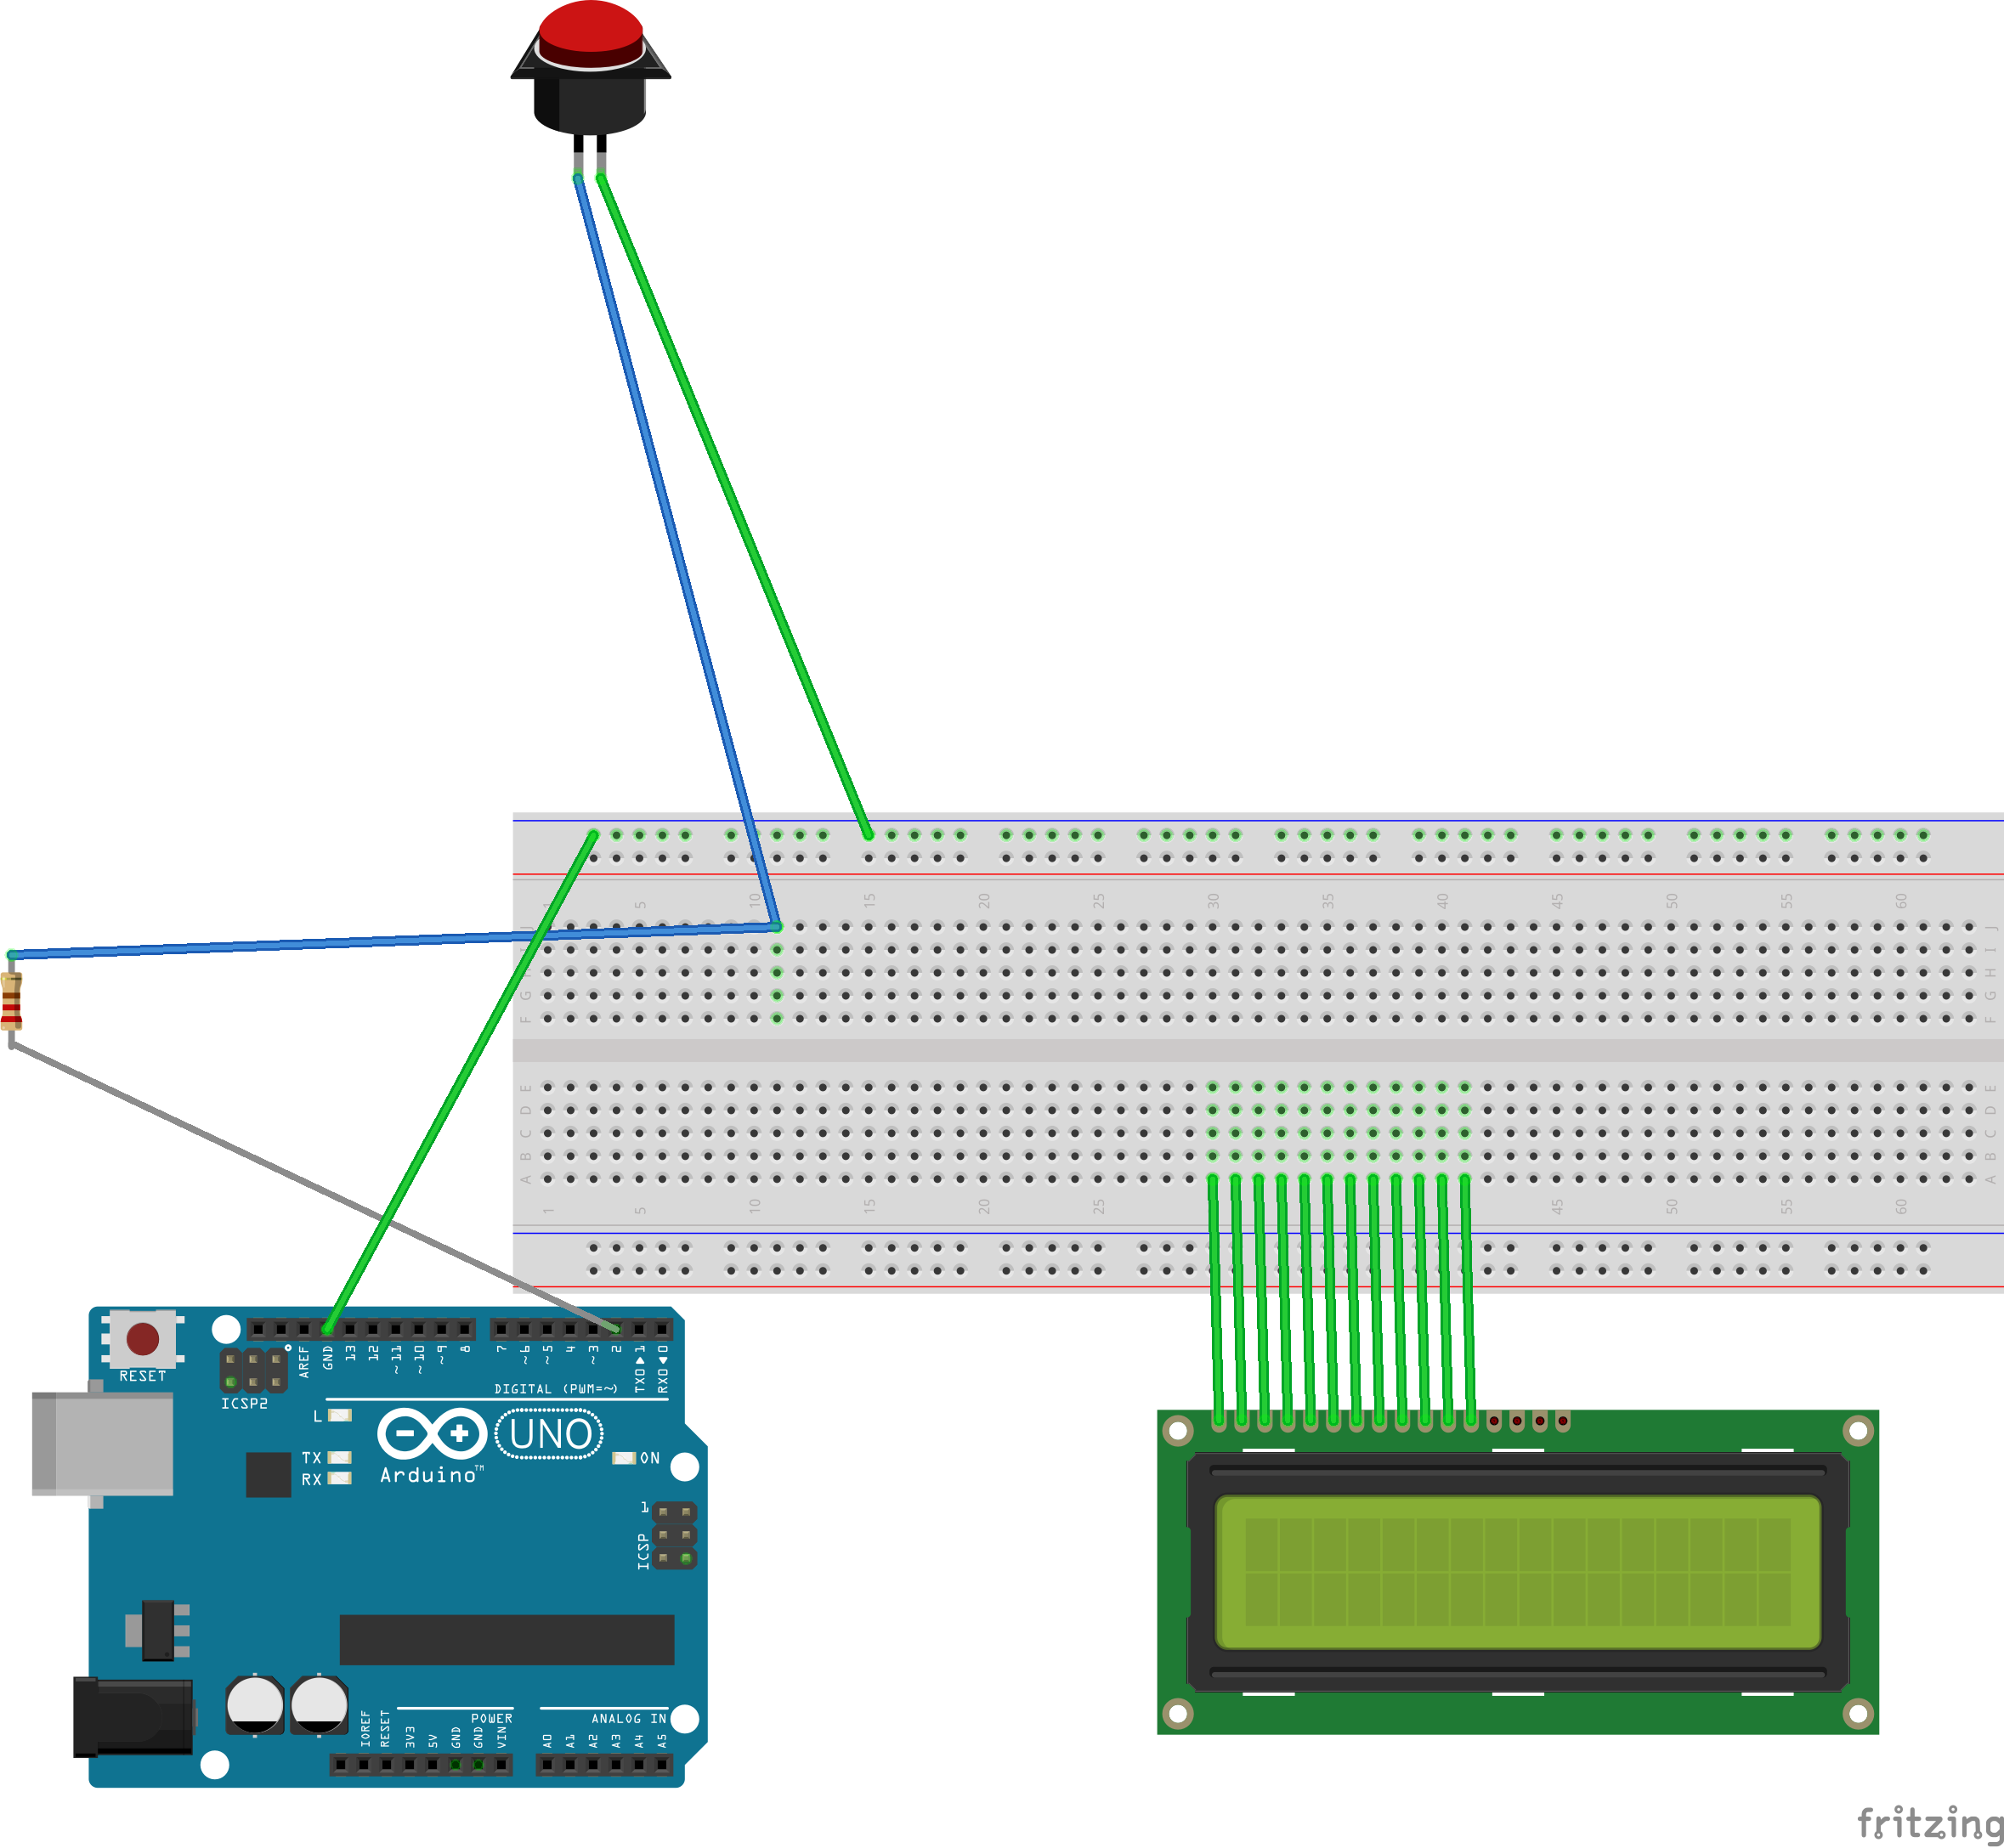 1 5 10 15 20 25 30 35 40 45 50 55 60
J J
I
H
G G
F F
E E
D D
C C
B B
A A
1 5 10 15 20 25 45 50 55 60
RESET
ICSP2
AREF
GND
13
12
~11
~10
~9
8
7
~6
~5
4
~3
2
TX0▶1
RX0◀0
DIGITAL (PWM=~)
L
TX
RX
UNO
Arduino™
ON
1
ICSP
POWER
ANALOG IN
IOREF
RESET
3V3
5V
GND
GND
VIN
A0
A1
A2
A3
A4
A5
fritzing